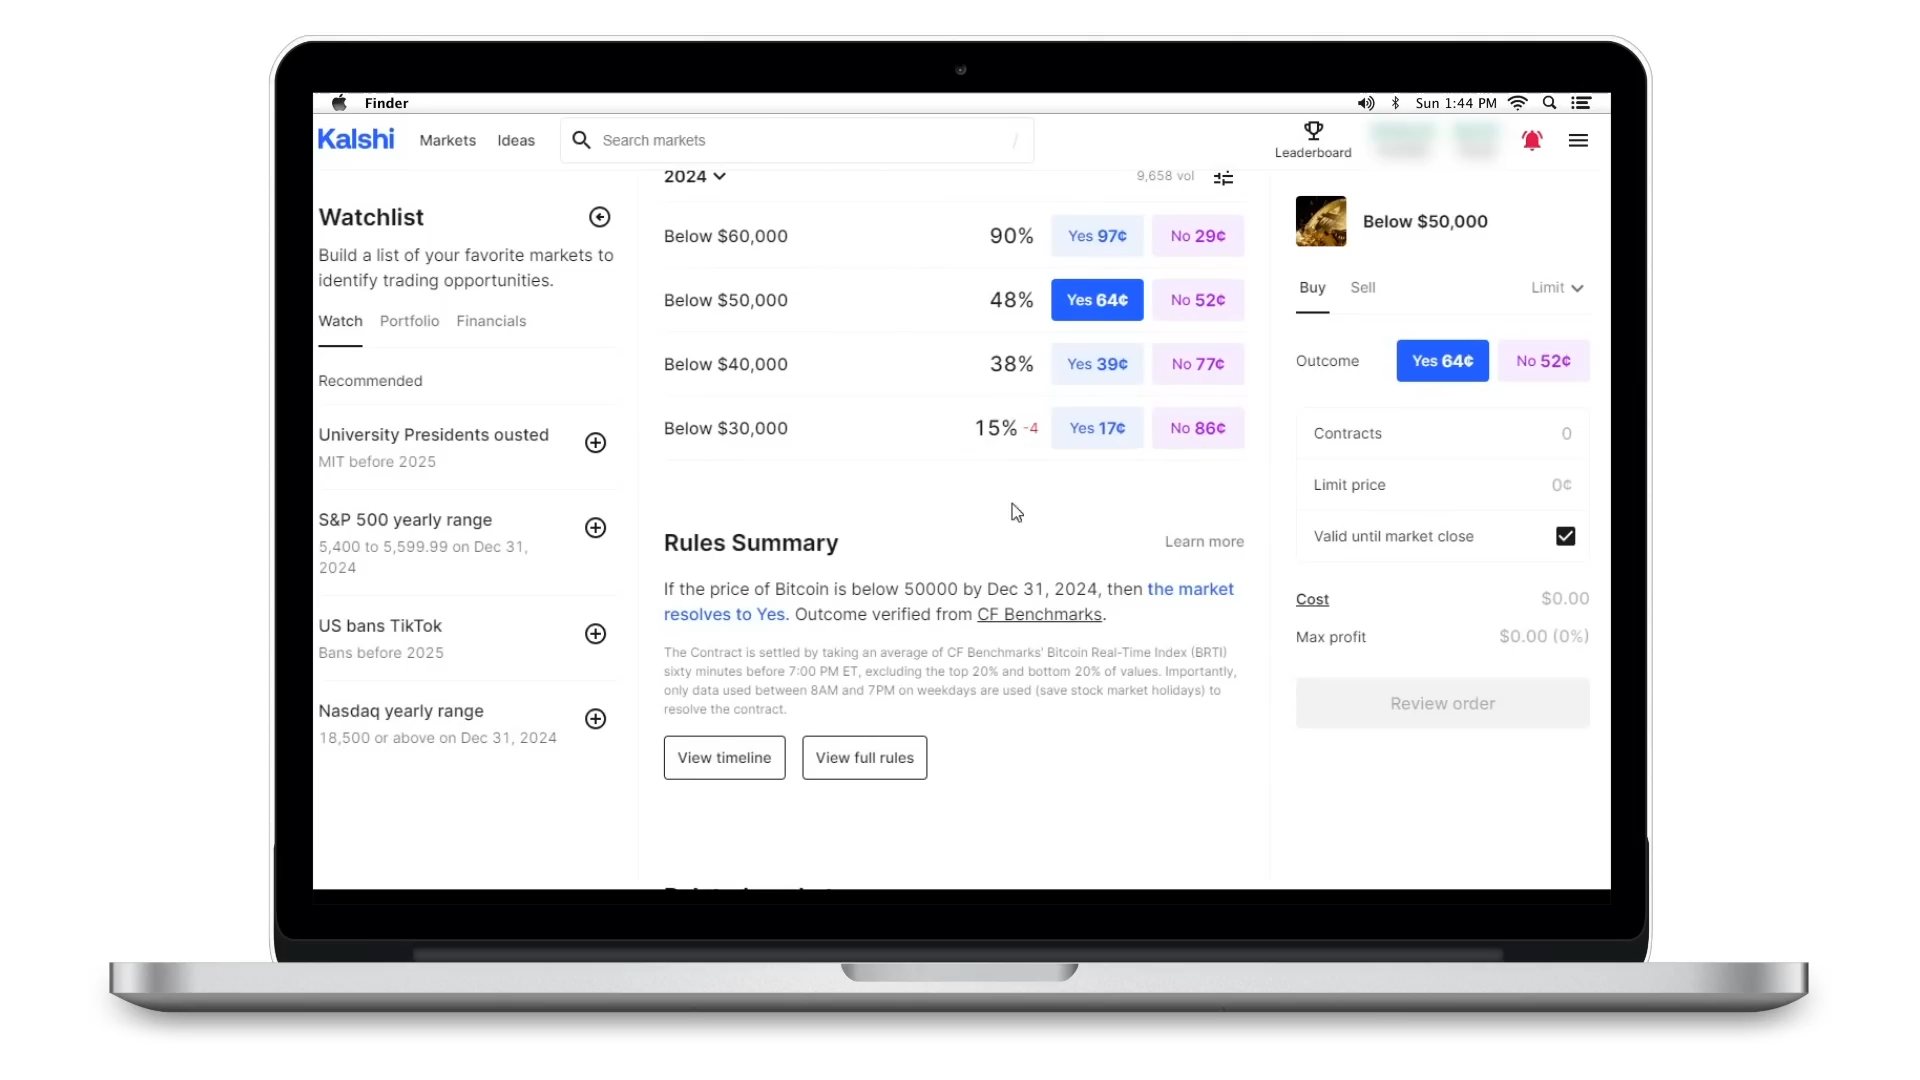 Finder
Sun 1:44 PM
Kalshi
Markets
Ideas
Search markets
/
Leaderboard
Watchlist
Build a list of your favorite markets to
identify trading opportunities.
Watch
Portfolio
Financials
Recommended
University Presidents ousted
MIT before 2025
S&P 500 yearly range
5,400 to 5,599.99 on Dec 31,
2024
US bans TikTok
Bans before 2025
Nasdaq yearly range
18,500 or above on Dec 31, 2024
2024
9,658 vol
Below $60,000 90% Yes 97¢ No 29¢
Below $50,000 48% Yes 64¢ No 52¢
Below $40,000 38% Yes 39¢ No 77¢
Below $30,000 15% -4 Yes 17¢ No 86¢
Rules Summary
Learn more
If the price of Bitcoin is below 50000 by Dec 31, 2024, then the market
resolves to Yes. Outcome verified from CF Benchmarks.
The Contract is settled by taking an average of CF Benchmarks' Bitcoin Real-Time Index (BRTI)
sixty minutes before 7:00 PM ET, excluding the top 20% and bottom 20% of values. Importantly,
only data used between 8AM and 7PM on weekdays are used (save stock market holidays) to
resolve the contract.
View timeline
View full rules
Below $50,000
Buy
Sell
Limit
Outcome Yes 64¢ No 52¢
Contracts 0
Limit price 0¢
Valid until market close
Cost $0.00
Max profit $0.00 (0%)
Review order